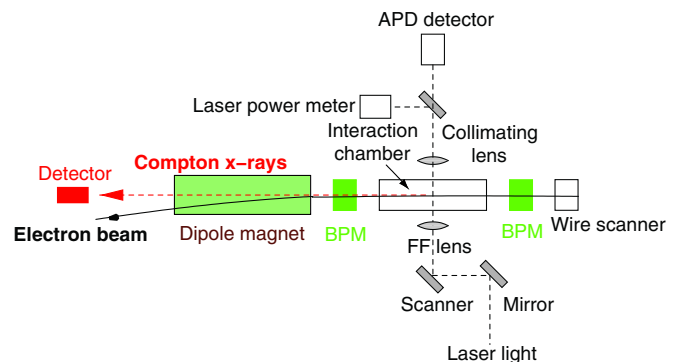 APD detector
Laser power meter
Interaction
chamber
Collimating
lens
Compton x-rays
Detector
Electron beam
Dipole magnet
BPM
FF lens
BPM
Wire scanner
Scanner
Mirror
Laser light